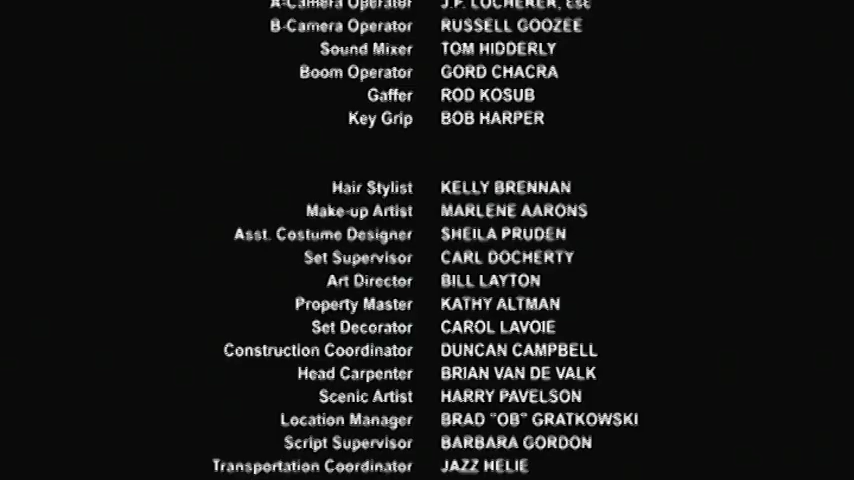 A-Camera Operator J.P. LOCHERER, csc
B-Camera Operator RUSSELL GOOZEE
Sound Mixer TOM HIDDERLY
Boom Operator GORD CHACRA
Gaffer ROD KOSUB
Key Grip BOB HARPER
Hair Stylist KELLY BRENNAN
Make-up Artist MARLENE AARONS
Asst. Costume Designer SHEILA PRUDEN
Set Supervisor CARL DOCHERTY
Art Director BILL LAYTON
Property Master KATHY ALTMAN
Set Decorator CAROL LAVOIE
Construction Coordinator DUNCAN CAMPBELL
Head Carpenter BRIAN VAN DE VALK
Scenic Artist HARRY PAVELSON
Location Manager BRAD "OB" GRATKOWSKI
Script Supervisor BARBARA GORDON
Transportation Coordinator JAZZ HELIE